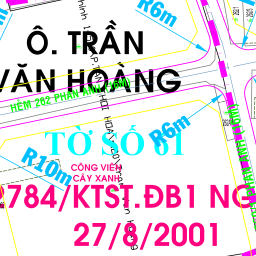 R6m
Ô. TRẦN
VĂN HOÀNG
HẺM 202 PHAN ANH
R6m
TỜ SỐ 61
R10m
CÔNG VIÊN
CÂY XANH
2784/KTST.ĐB1 NG
27/8/2001